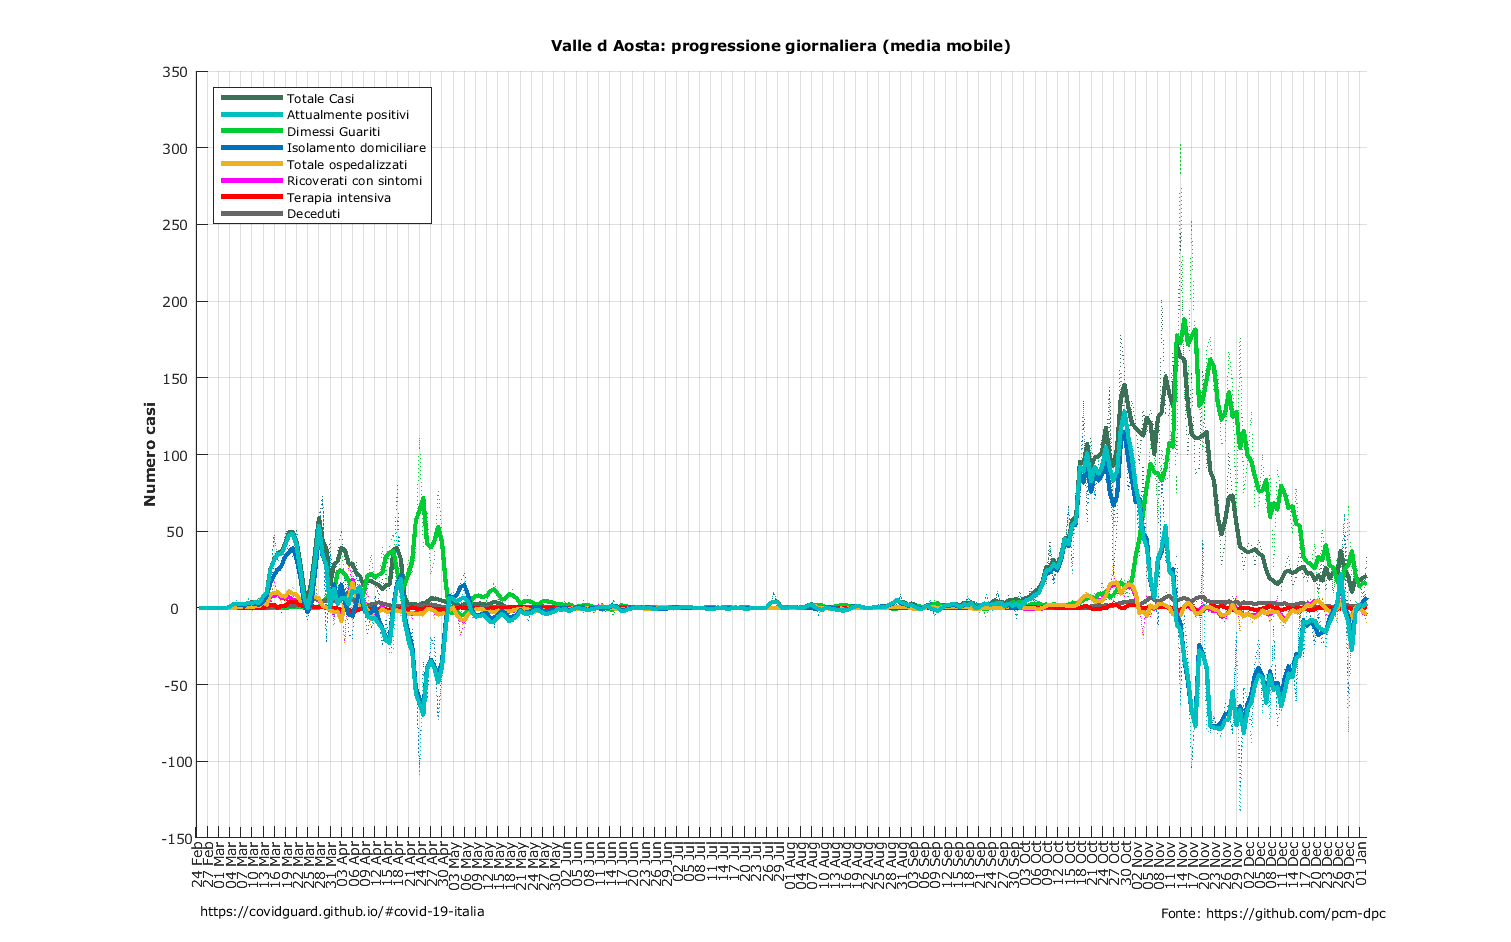 Valle d Aosta: progressione giornaliera (media mobile)
350
300
250
200
150
100
50
0
-50
-100
-150
Numero casi
Totale Casi
Attualmente positivi
Dimessi Guariti
Isolamento domiciliare
Totale ospedalizzati
Ricoverati con sintomi
Terapia intensiva
Deceduti
24 Feb
27 Feb
01 Mar
04 Mar
07 Mar
10 Mar
13 Mar
16 Mar
19 Mar
22 Mar
25 Mar
28 Mar
31 Mar
03 Apr
06 Apr
09 Apr
12 Apr
15 Apr
18 Apr
21 Apr
24 Apr
27 Apr
30 Apr
03 May
06 May
09 May
12 May
15 May
18 May
21 May
24 May
27 May
30 May
02 Jun
05 Jun
08 Jun
11 Jun
14 Jun
17 Jun
20 Jun
23 Jun
26 Jun
29 Jun
02 Jul
05 Jul
08 Jul
11 Jul
14 Jul
17 Jul
20 Jul
23 Jul
26 Jul
29 Jul
01 Aug
04 Aug
07 Aug
10 Aug
13 Aug
16 Aug
19 Aug
22 Aug
25 Aug
28 Aug
31 Aug
03 Sep
06 Sep
09 Sep
12 Sep
15 Sep
18 Sep
21 Sep
24 Sep
27 Sep
30 Sep
03 Oct
06 Oct
09 Oct
12 Oct
15 Oct
18 Oct
21 Oct
24 Oct
27 Oct
30 Oct
02 Nov
05 Nov
08 Nov
11 Nov
14 Nov
17 Nov
20 Nov
23 Nov
26 Nov
29 Nov
02 Dec
05 Dec
08 Dec
11 Dec
14 Dec
17 Dec
20 Dec
23 Dec
26 Dec
29 Dec
01 Jan
https://covidguard.github.io/#covid-19-italia
Fonte: https://github.com/pcm-dpc